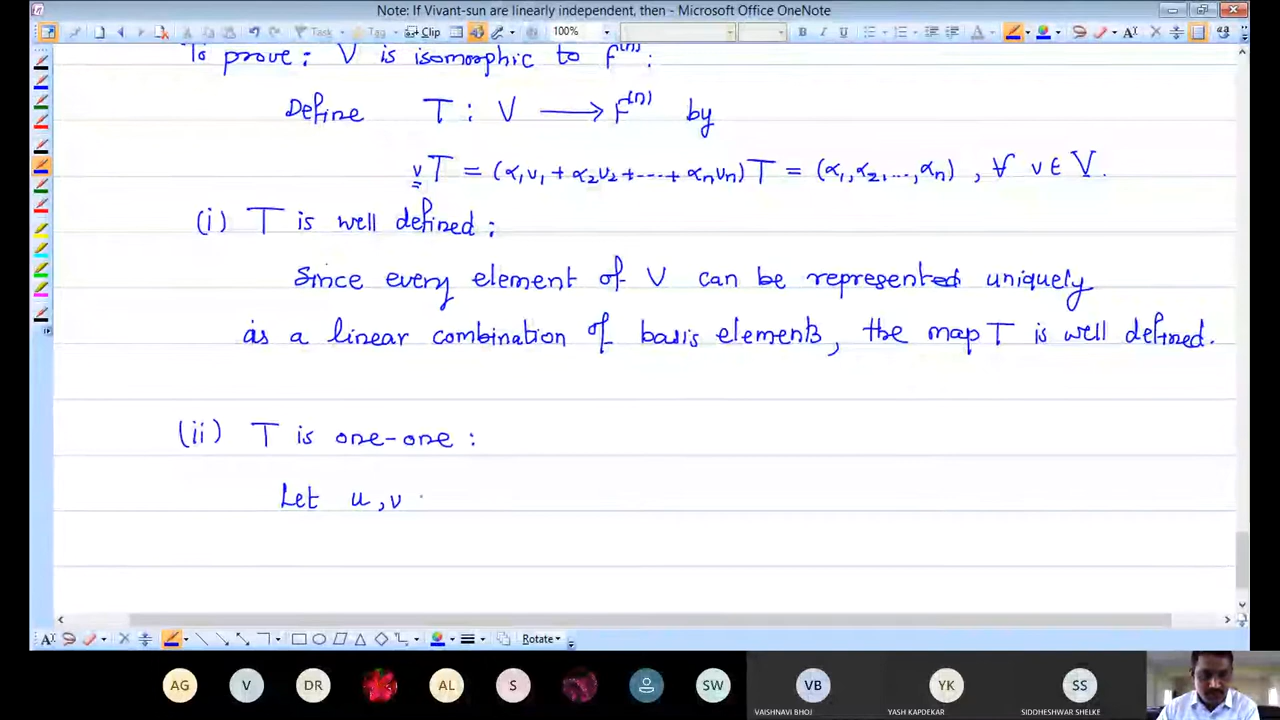 Note: If Vivant-sun are linearly independent, then - Microsoft Office OneNote
Tag
Clip
100%
B I U
To prove: V is isomorphic to F^(n):
Define T : V ⟶ F^(n) by
vT = (α₁v₁ + α₂v₂ + ---- + αₙvₙ)T = (α₁, α₂, ..., αₙ) , ∀ v ∈ V.
(i) T is well defined:
Since every element of V can be represented uniquely
as a linear combination of basis elements, the map T is well defined.
(ii) T is one-one:
Let u, v
Rotate
AG V DR AL S SW VB YK SS
VAISHNAVI BHOJ YASH KAPDEKAR SIDDHESHWAR SHELKE